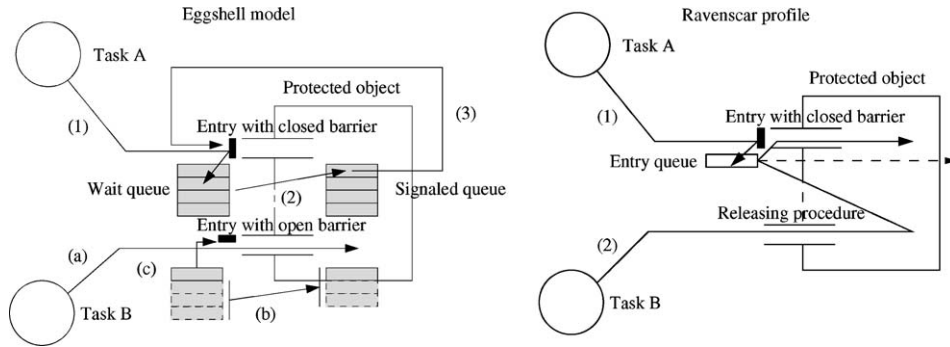 Eggshell model
Task A
Protected object
(1)
(3)
Entry with closed barrier
Wait queue
Signaled queue
(2)
Entry with open barrier
(a)
(c)
(b)
Task B
Ravenscar profile
Task A
Protected object
(1)
Entry with closed barrier
Entry queue
Releasing procedure
(2)
Task B